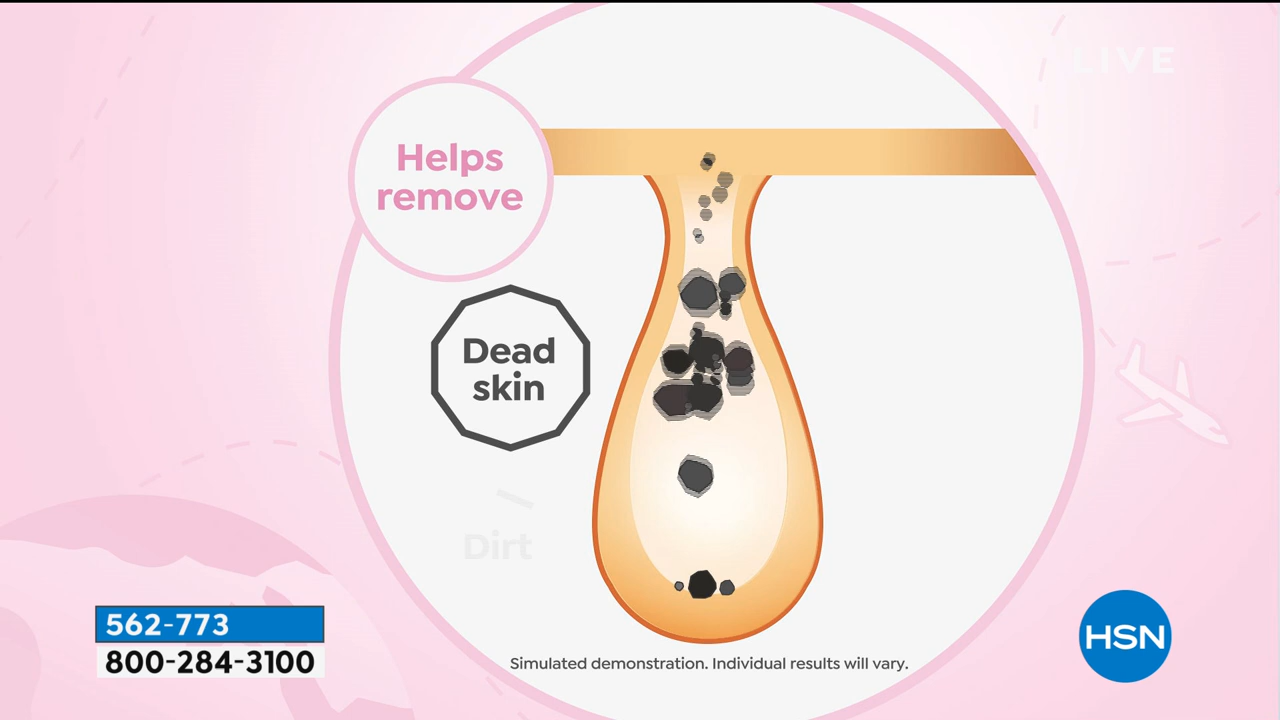 LIVE
Helps
remove
Dead
skin
Dirt
562-773
800-284-3100
HSN
Simulated demonstration. Individual results will vary.